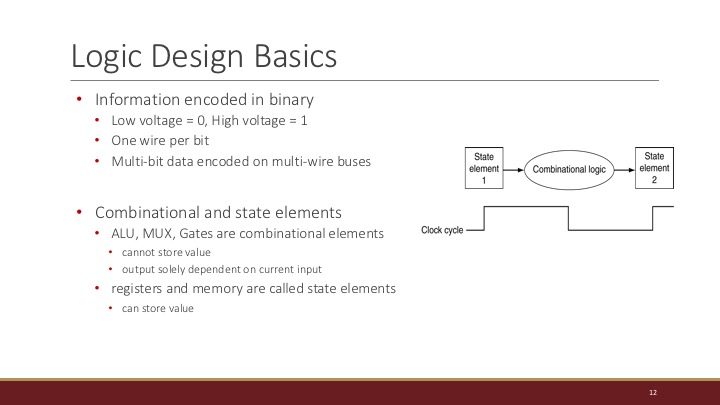 Logic Design Basics
• Information encoded in binary
• Low voltage = 0, High voltage = 1
• One wire per bit
• Multi-bit data encoded on multi-wire buses
• Combinational and state elements
• ALU, MUX, Gates are combinational elements
• cannot store value
• output solely dependent on current input
• registers and memory are called state elements
• can store value
State
element
1
Combinational logic
State
element
2
Clock cycle
12